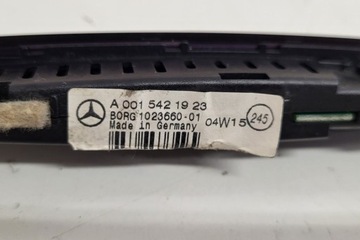 A 001 542 19 23
BORG 1023660-01 04W15 245
Made in Germany